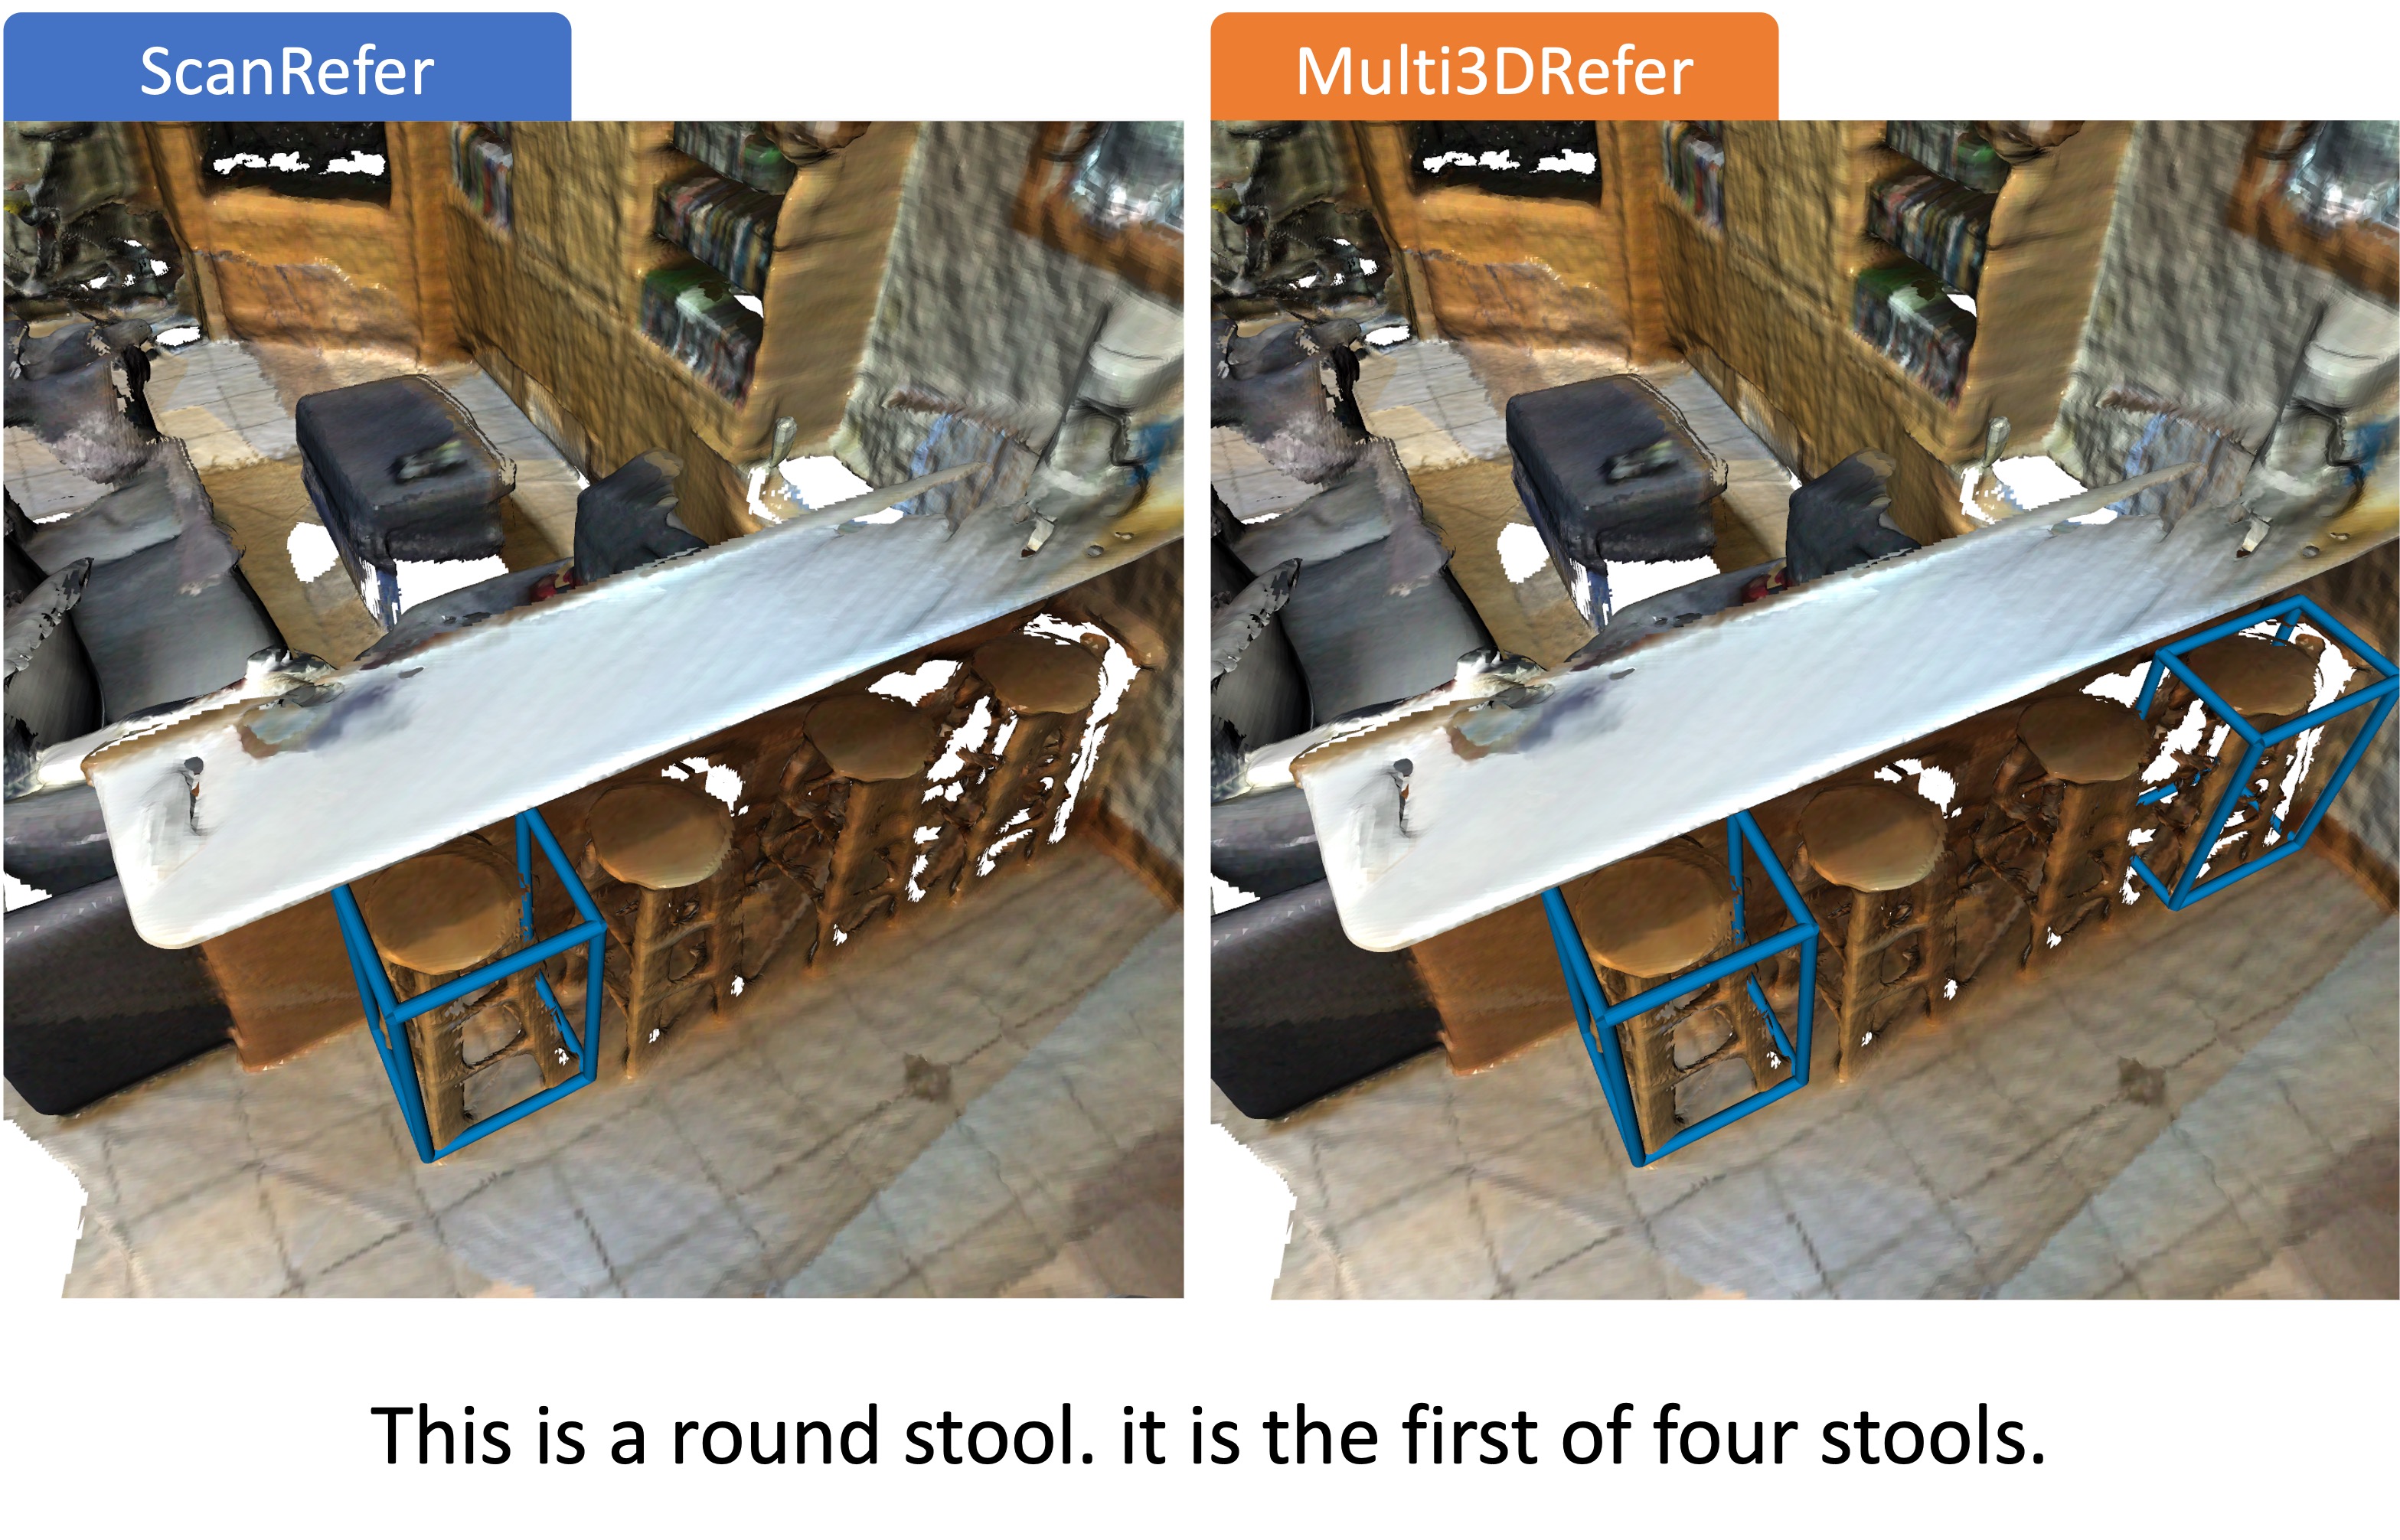 ScanRefer
Multi3DRefer
This is a round stool. it is the first of four stools.